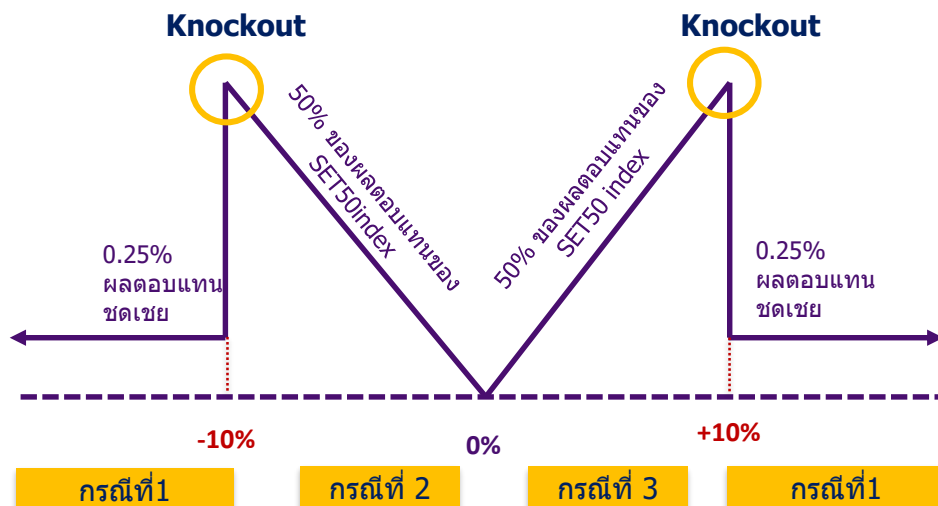 Knockout
Knockout
50% ของผลตอบแทนของ
SET50index
50% ของผลตอบแทนของ
SET50 index
0.25%
ผลตอบแทน
ชดเชย
0.25%
ผลตอบแทน
ชดเชย
-10%
0%
+10%
กรณีที่1
กรณีที่ 2
กรณีที่ 3
กรณีที่1